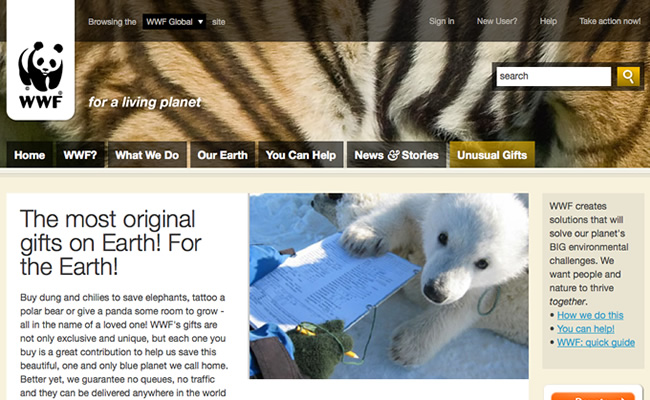 Browsing the WWF Global site
Sign in New User? Help Take action now!
WWF
for a living planet
search
Home WWF? What We Do Our Earth You Can Help News & Stories Unusual Gifts
The most original
gifts on Earth! For
the Earth!
Buy dung and chilies to save elephants, tattoo a
polar bear or give a panda some room to grow -
all in the name of a loved one! WWF's gifts are
not only exclusive and unique, but each one you
buy is a great contribution to help us save this
beautiful, one and only blue planet we call home.
Better yet, we guarantee no queues, no traffic
and they can be delivered anywhere in the world
WWF creates
solutions that will
solve our planet's
BIG environmental
challenges. We
want people and
nature to thrive
together.
• How we do this
• You can help!
• WWF: quick guide